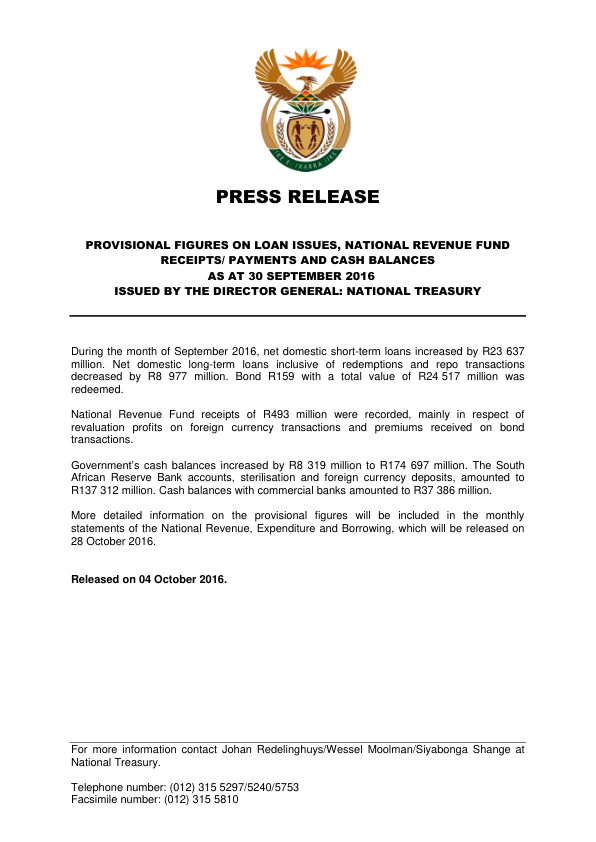 !KE E: /XARRA //KE
PRESS RELEASE
PROVISIONAL FIGURES ON LOAN ISSUES, NATIONAL REVENUE FUND
RECEIPTS/ PAYMENTS AND CASH BALANCES
AS AT 30 SEPTEMBER 2016
ISSUED BY THE DIRECTOR GENERAL: NATIONAL TREASURY
During the month of September 2016, net domestic short-term loans increased by R23 637
million. Net domestic long-term loans inclusive of redemptions and repo transactions
decreased by R8 977 million. Bond R159 with a total value of R24 517 million was
redeemed.
National Revenue Fund receipts of R493 million were recorded, mainly in respect of
revaluation profits on foreign currency transactions and premiums received on bond
transactions.
Government's cash balances increased by R8 319 million to R174 697 million. The South
African Reserve Bank accounts, sterilisation and foreign currency deposits, amounted to
R137 312 million. Cash balances with commercial banks amounted to R37 386 million.
More detailed information on the provisional figures will be included in the monthly
statements of the National Revenue, Expenditure and Borrowing, which will be released on
28 October 2016.
Released on 04 October 2016.
For more information contact Johan Redelinghuys/Wessel Moolman/Siyabonga Shange at
National Treasury.
Telephone number: (012) 315 5297/5240/5753
Facsimile number: (012) 315 5810